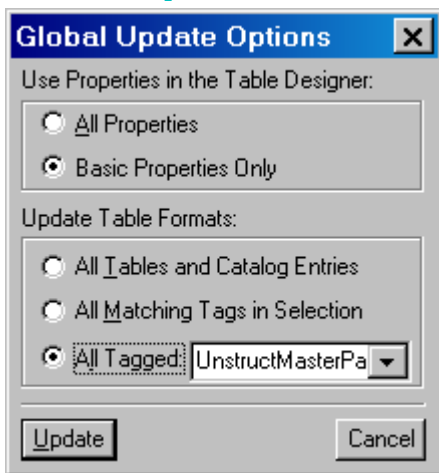 Global Update Options
Use Properties in the Table Designer:
All Properties
Basic Properties Only
Update Table Formats:
All Tables and Catalog Entries
All Matching Tags in Selection
All Tagged: UnstructMasterPa
Update Cancel